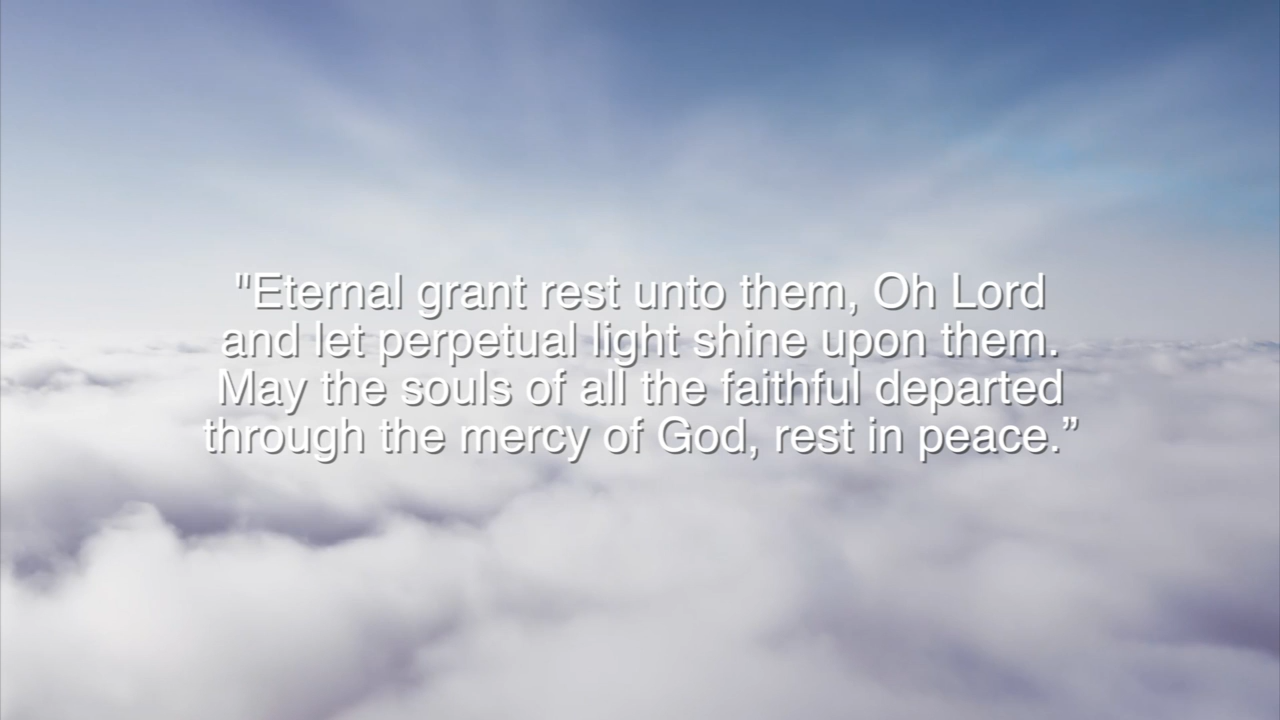 "Eternal grant rest unto them, Oh Lord
and let perpetual light shine upon them.
May the souls of all the faithful departed
through the mercy of God, rest in peace.”